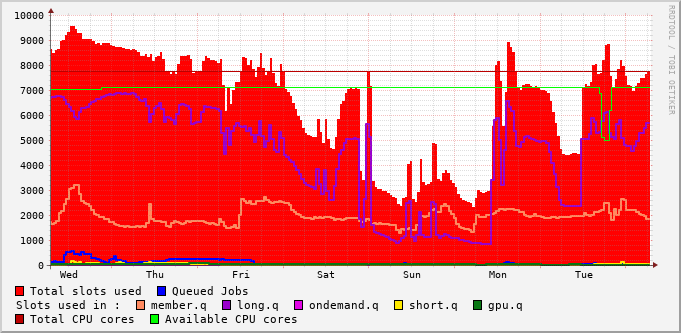 10000
9000
8000
7000
6000
5000
4000
3000
2000
1000
0
Wed Thu Fri Sat Sun Mon Tue
RRDTOOL / TOBI OETIKER
Total slots used Queued Jobs
Slots used in : member.q long.q ondemand.q short.q gpu.q
Total CPU cores Available CPU cores